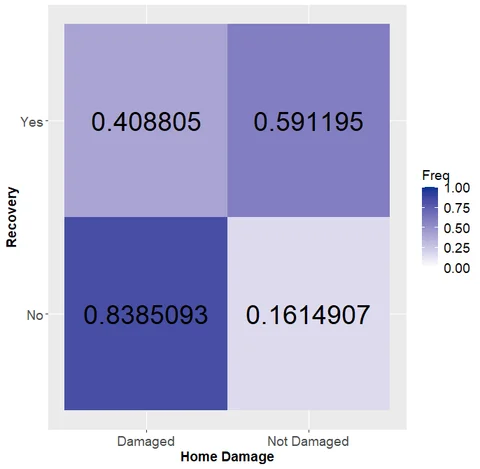 Yes
0.408805
0.591195
No
0.8385093
0.1614907
Recovery
Damaged
Not Damaged
Home Damage
Freq
1.00
0.75
0.50
0.25
0.00